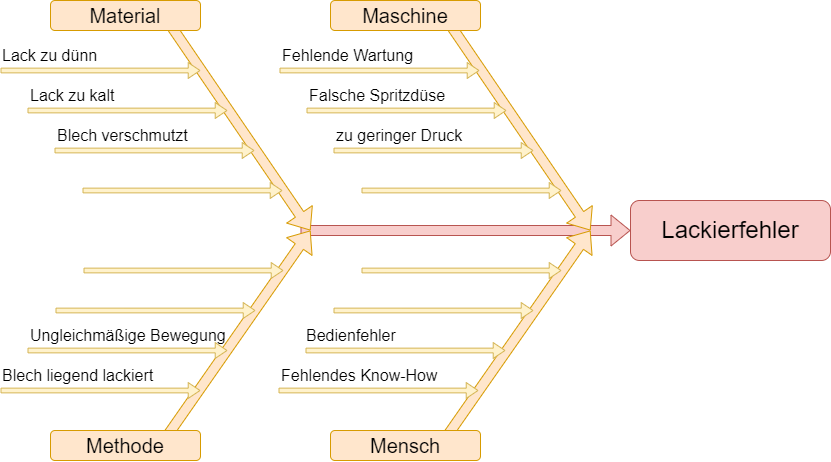 Material
Maschine
Lack zu dünn
Fehlende Wartung
Lack zu kalt
Falsche Spritzdüse
Blech verschmutzt
zu geringer Druck
Lackierfehler
Ungleichmäßige Bewegung
Bedienfehler
Blech liegend lackiert
Fehlendes Know-How
Methode
Mensch